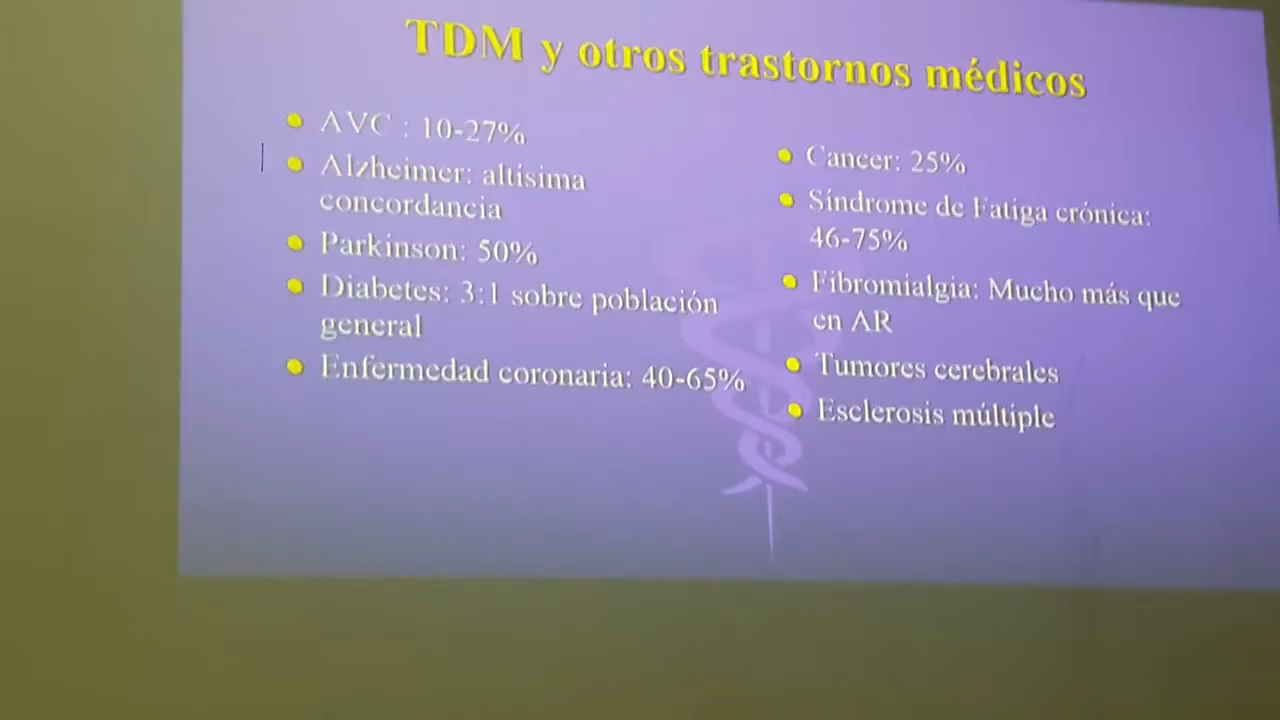 TDM y otros trastornos médicos
AVC : 10-27%
Alzheimer: altísima
concordancia
Parkinson: 50%
Diabetes: 3:1 sobre población
general
Enfermedad coronaria: 40-65%
Cancer: 25%
Síndrome de Fatiga crónica:
46-75%
Fibromialgia: Mucho más que
en AR
Tumores cerebrales
Esclerosis múltiple